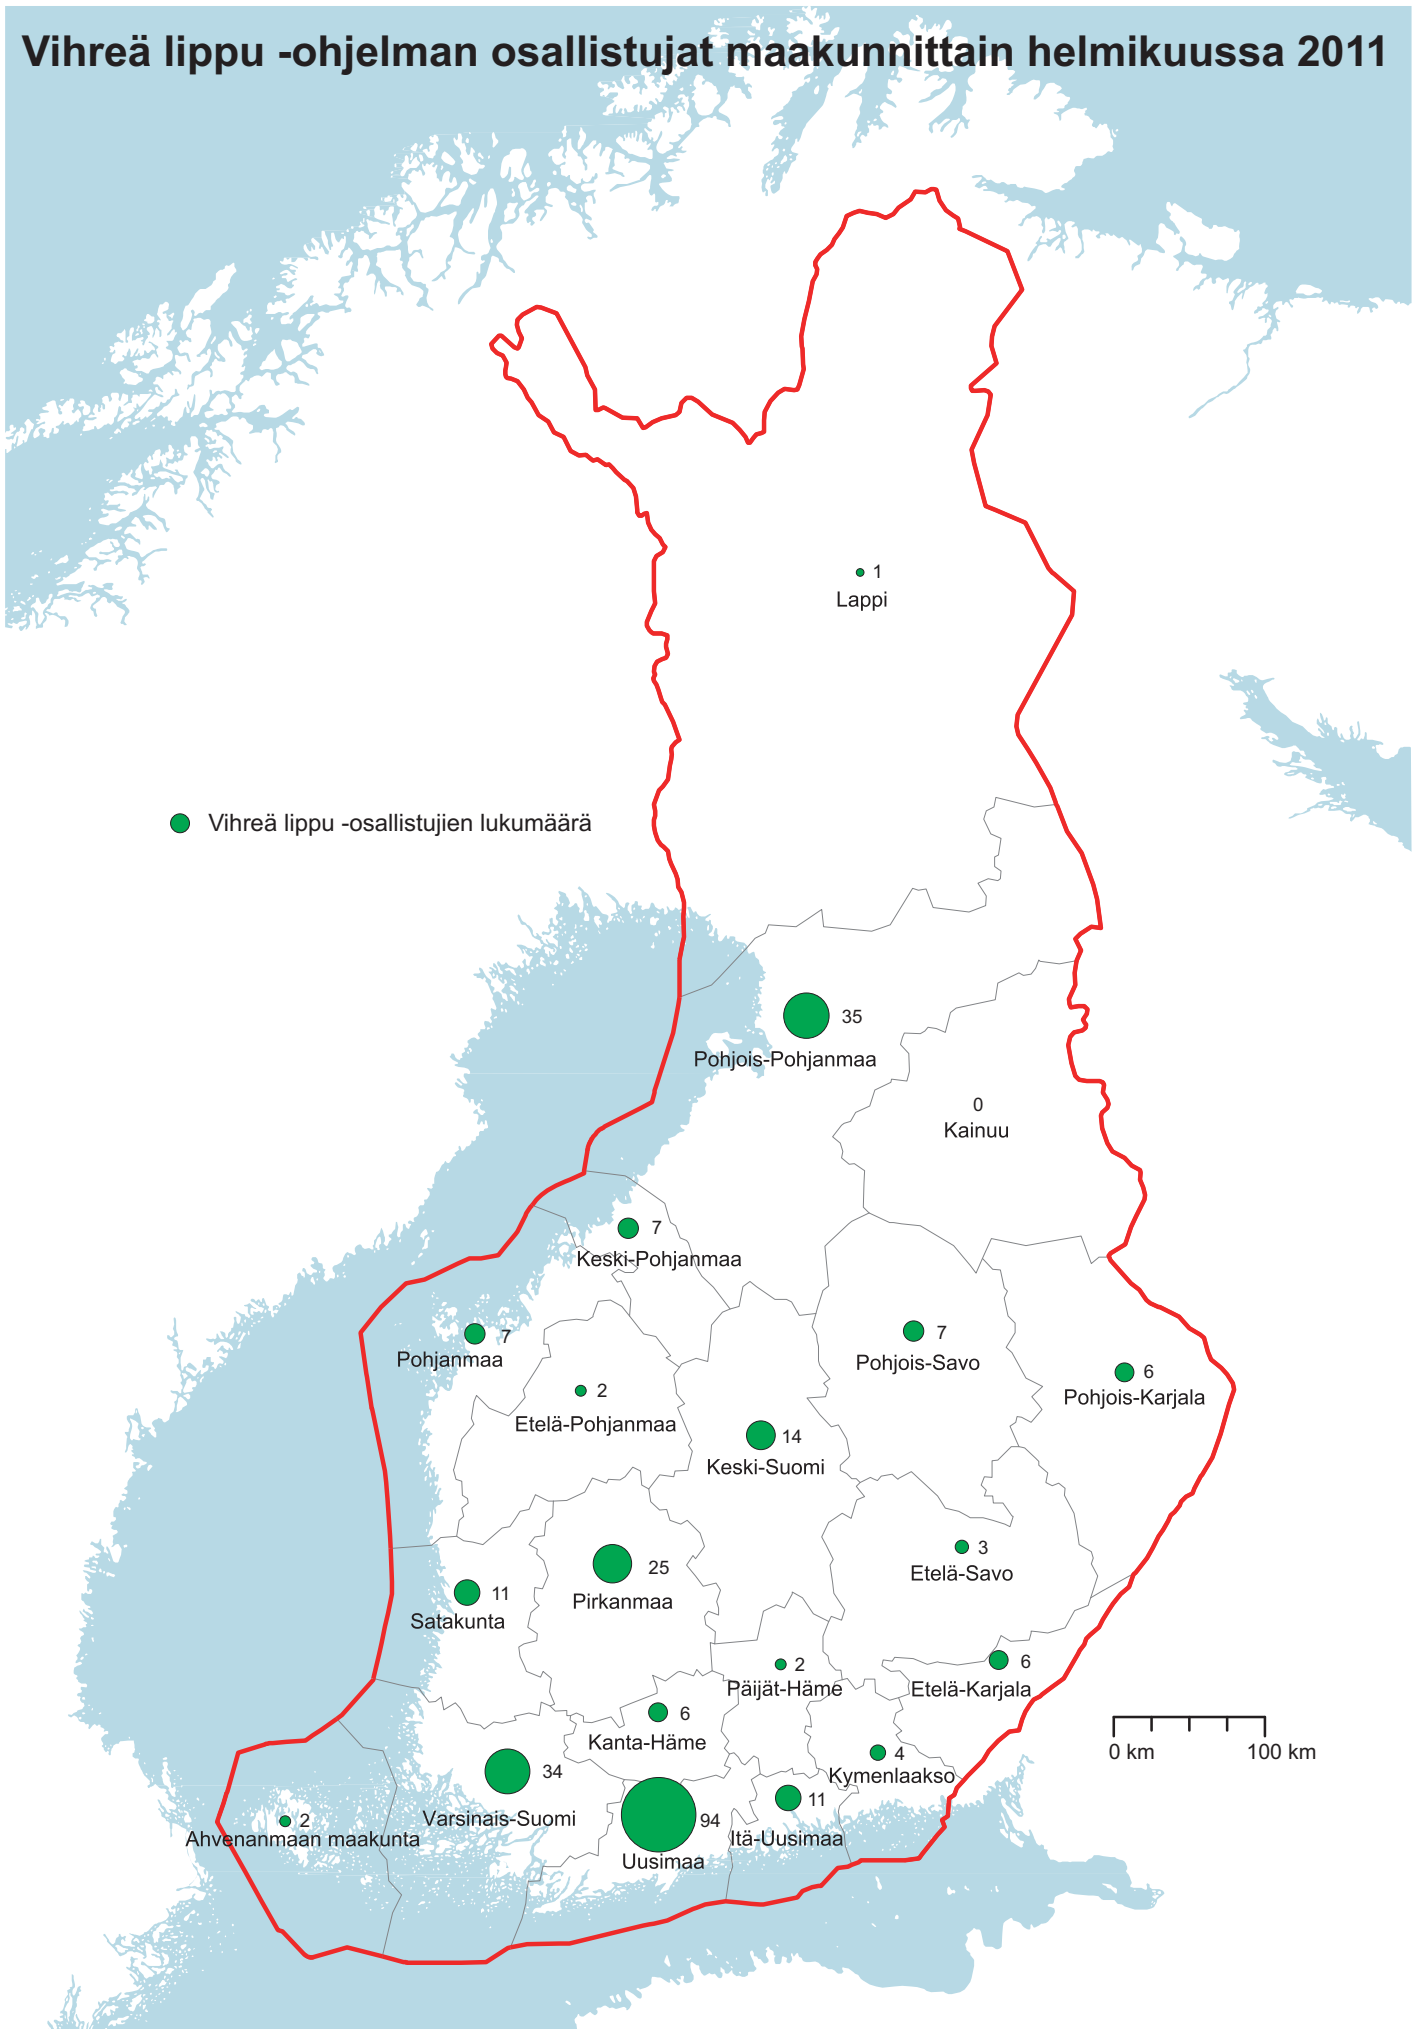 Vihreä lippu -ohjelman osallistujat maakunnittain helmikuussa 2011
1
Lappi
Vihreä lippu -osallistujien lukumäärä
35
Pohjois-Pohjanmaa
0
Kainuu
7
Keski-Pohjanmaa
7
Pohjanmaa
7
Pohjois-Savo
6
Pohjois-Karjala
2
Etelä-Pohjanmaa
14
Keski-Suomi
3
Etelä-Savo
25
Pirkanmaa
11
Satakunta
2
Päijät-Häme
6
Etelä-Karjala
6
Kanta-Häme
4
Kymenlaakso
0 km 100 km
34
Varsinais-Suomi
94
Uusimaa
11
Itä-Uusimaa
2
Ahvenanmaan maakunta